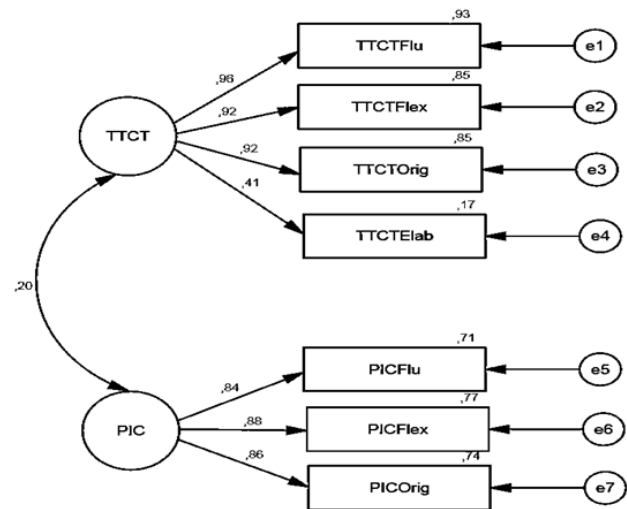 ,93
TTCTFlu
e1
,96
,85
TTCTFlex
e2
,92
TTCT
,85
,92
TTCTOrig
e3
,41
,17
TTCTElab
e4
,20
,71
PICFlu
e5
,84
,77
PIC
,88
PICFlex
e6
,86
,74
PICOrig
e7